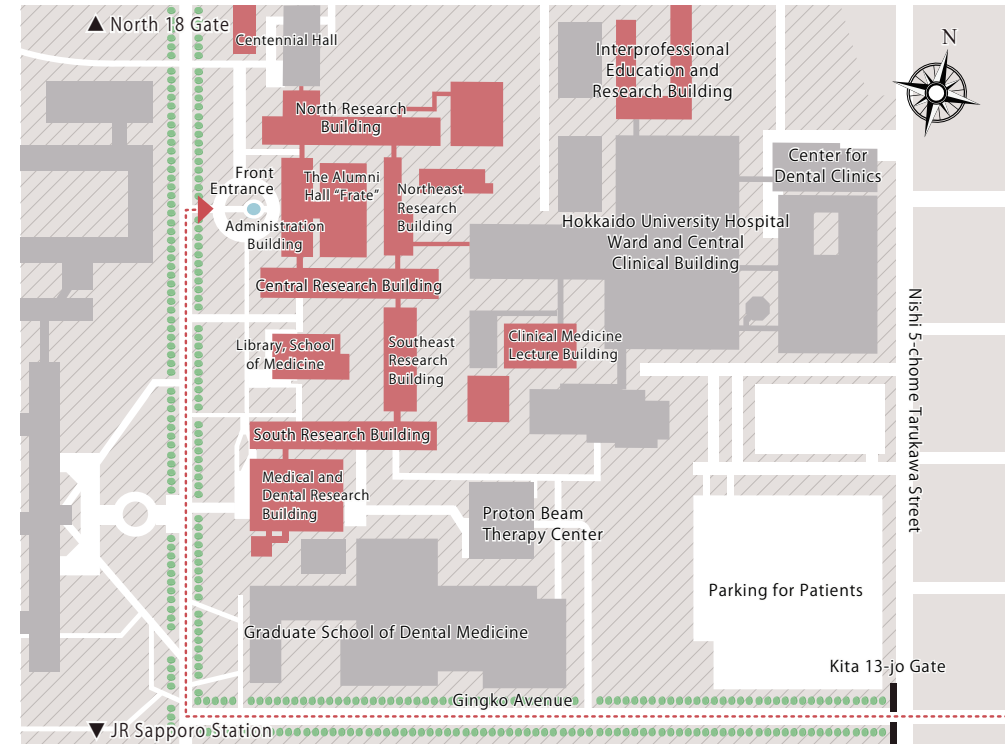 ▲ North 18 Gate
Centennial Hall
Interprofessional
Education and
Research Building
N
North Research
Building
Center for
Dental Clinics
Front
Entrance
The Alumni
Hall "Frate"
Northeast
Research
Building
Administration
Building
Hokkaido University Hospital
Ward and Central
Clinical Building
Central Research Building
Nishi 5-chome Tarukawa Street
Library, School
of Medicine
Southeast
Research
Building
Clinical Medicine
Lecture Building
South Research Building
Medical and
Dental Research
Building
Proton Beam
Therapy Center
Parking for Patients
Graduate School of Dental Medicine
Kita 13-jo Gate
Gingko Avenue
▼ JR Sapporo Station